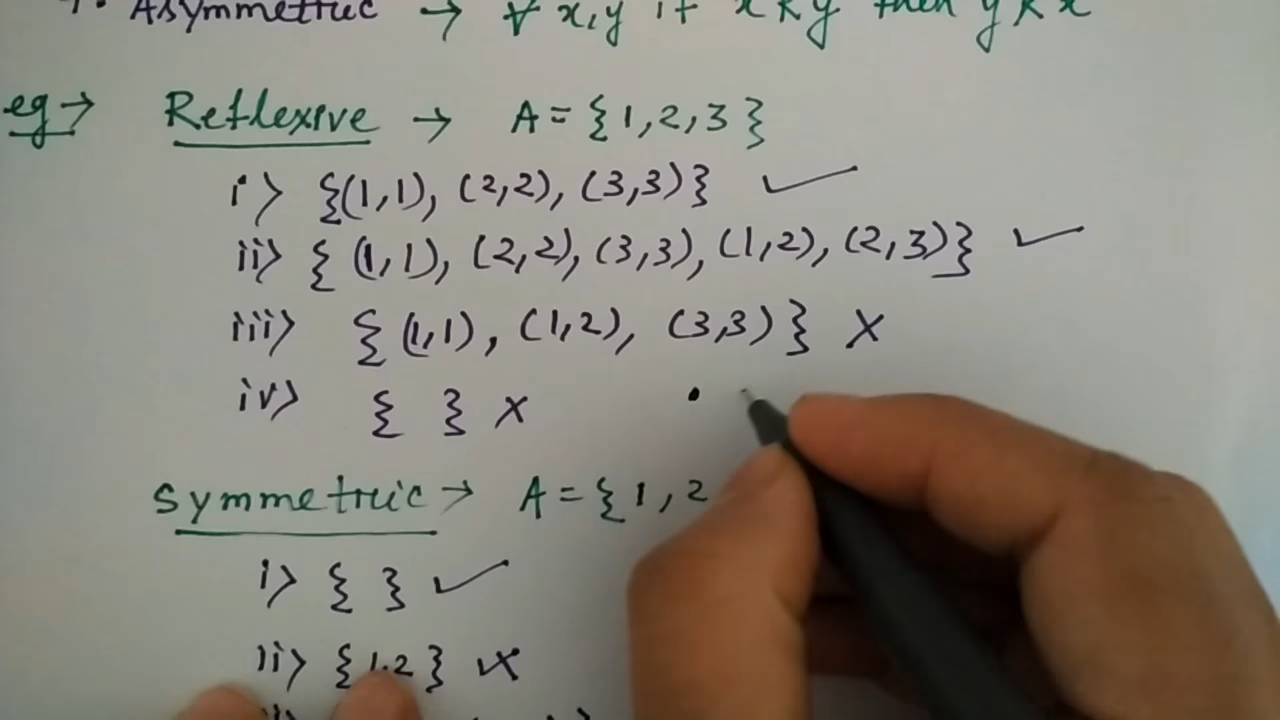 Asymmetric → ∀ x,y if x R y then y R̸ x
eg → Reflexive → A = {1,2,3}
i> {(1,1), (2,2), (3,3)} ✓
ii> {(1,1), (2,2), (3,3), (1,2), (2,3)} ✓
iii> {(1,1), (1,2), (3,3)} X
iv> { } X
Symmetric → A = {1,2
i> { } ✓
ii> {1,2} X